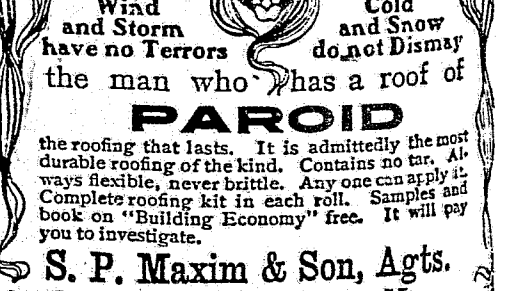 Wind
and Storm
have no Terrors
Cold
and Snow
do not Dismay
the man who has a roof of
PAROID
the roofing that lasts. It is admittedly the most
durable roofing of the kind. Contains no tar. Al-
ways flexible, never brittle. Any one can apply it.
Complete roofing kit in each roll. Samples and
book on "Building Economy" free. It will pay
you to investigate.
S. P. Maxim & Son, Agts.